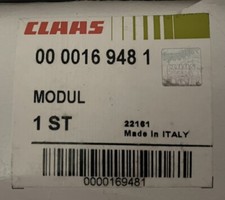 CLAAS
00 0016 948 1
MODUL
1 ST
22161
Made in ITALY
0000169481